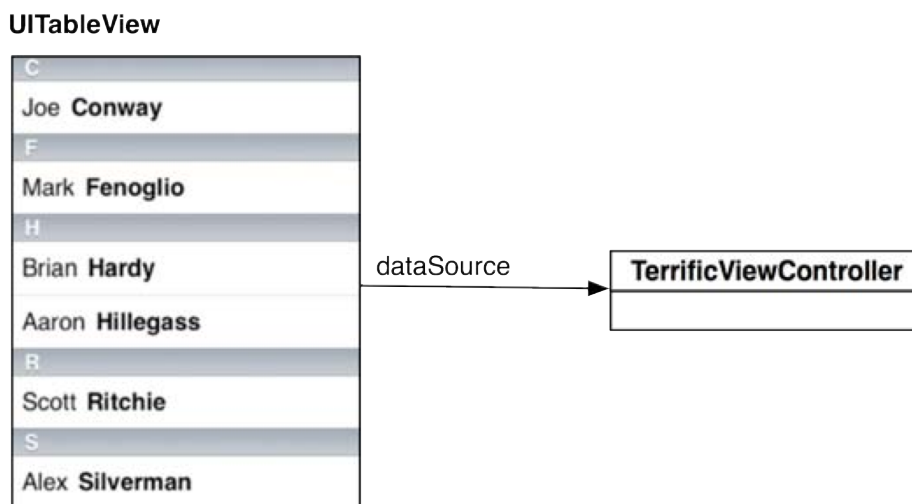 UITableView
C
Joe Conway
F
Mark Fenoglio
H
Brian Hardy
Aaron Hillegass
R
Scott Ritchie
S
Alex Silverman
dataSource
TerrificViewController